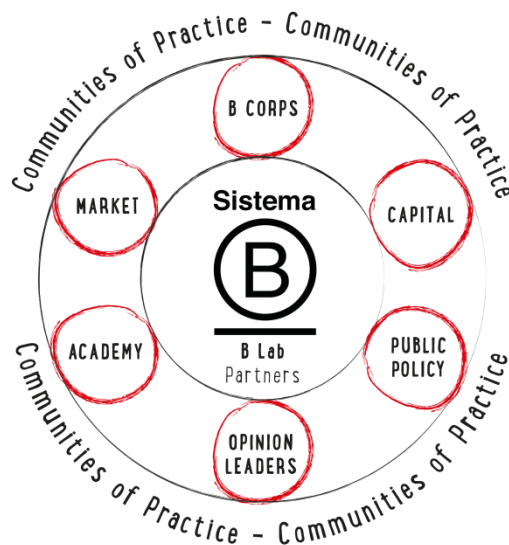 Communities of Practice - Communities of Practice
B CORPS
MARKET
CAPITAL
Sistema
B
B Lab
Partners
ACADEMY
PUBLIC
POLICY
OPINION
LEADERS
Communities of Practice - Communities of Practice